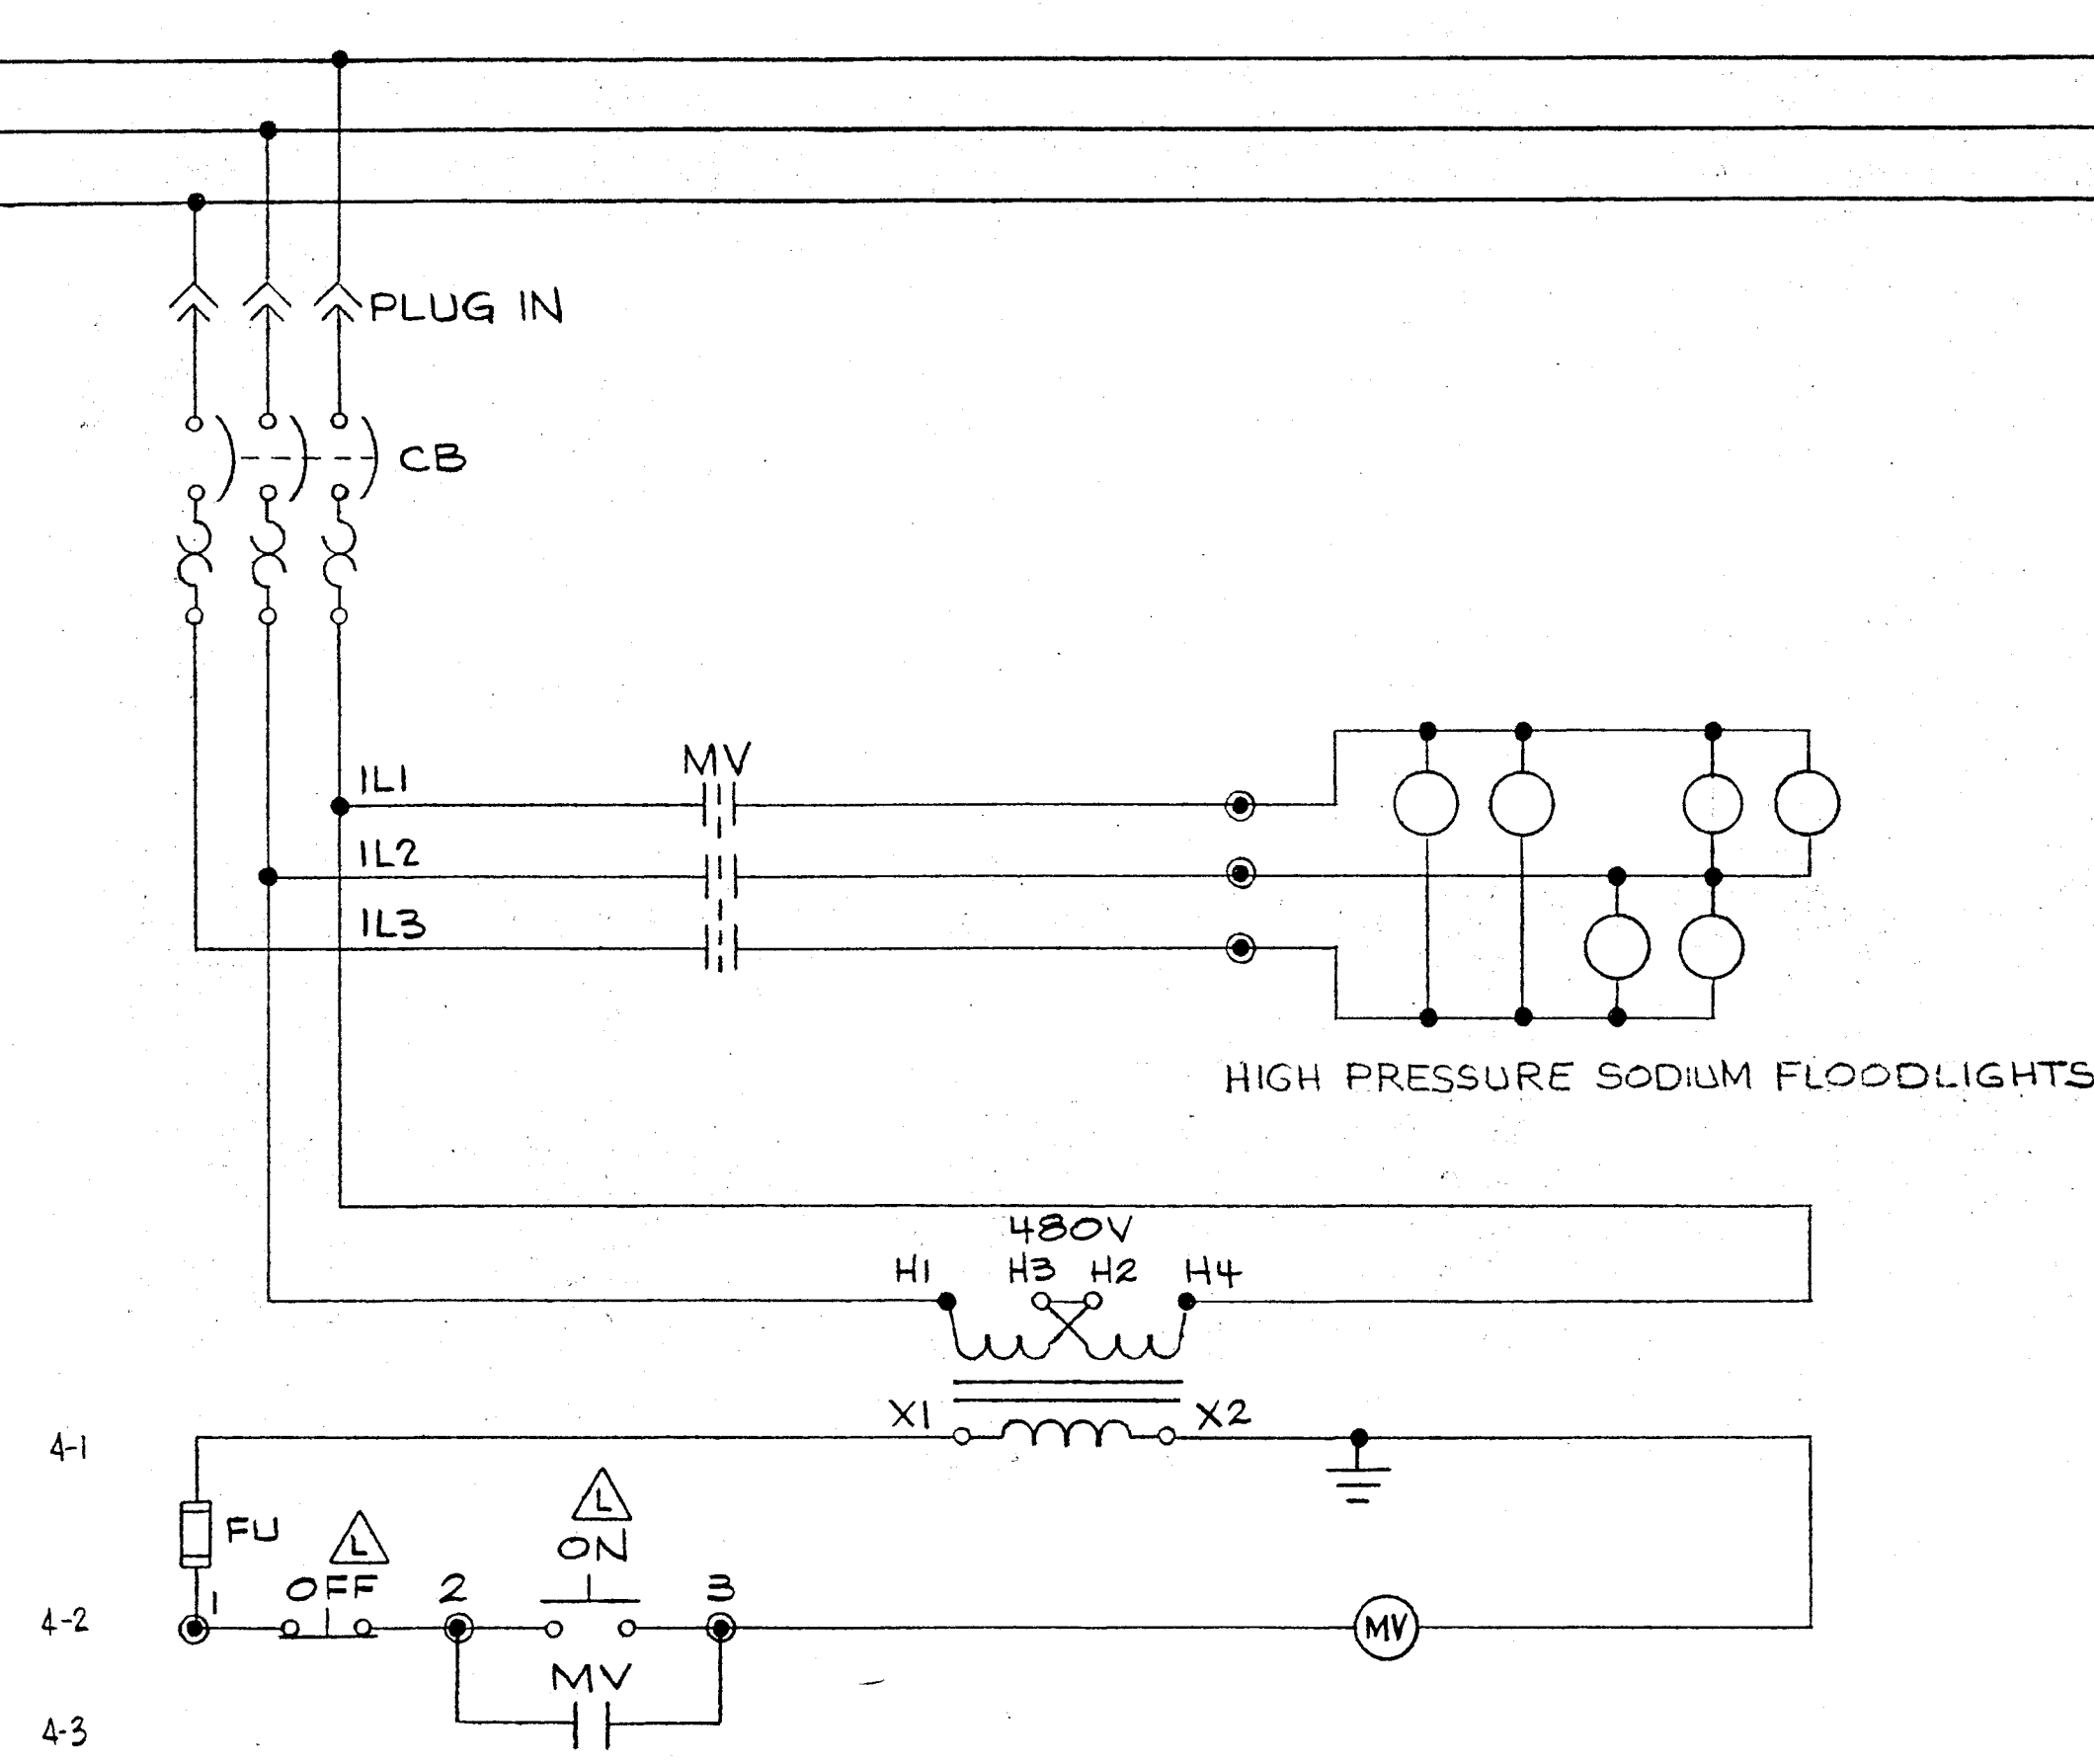 PLUG IN
CB
MV
1L1
1L2
1L3
HIGH PRESSURE SODIUM FLOODLIGHTS
480V
H1 H3 H2 H4
X1 X2
4-1
L
L
ON
FU
OFF
1 2 3
4-2
MV
MV
4-3